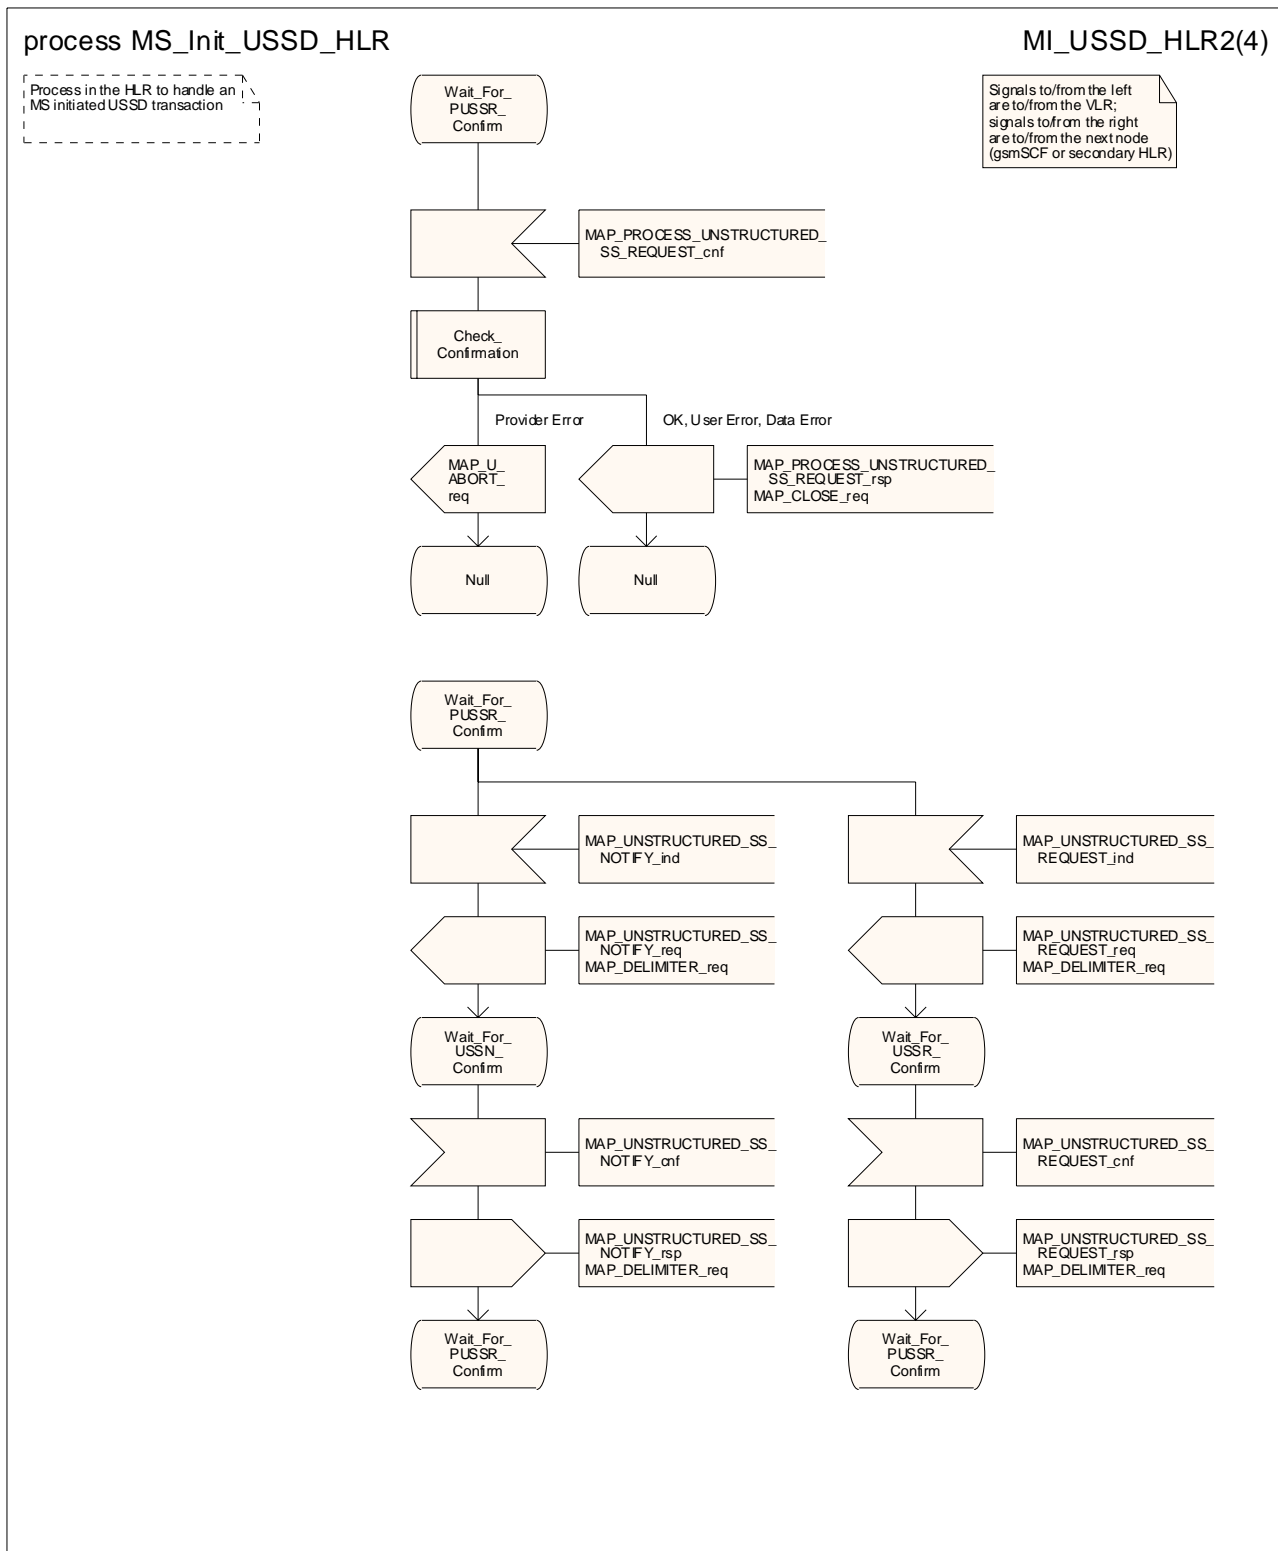 process MS_Init_USSD_HLR
MI_USSD_HLR2(4)
Process in the HLR to handle an
MS initiated USSD transaction
Signals to/from the left
are to/from the VLR;
signals to/from the right
are to/from the next node
(gsmSCF or secondary HLR)
Wait_For_
PUSSR_
Confirm
MAP_PROCESS_UNSTRUCTURED_
SS_REQUEST_cnf
Check_
Confirmation
Provider Error
OK, User Error, Data Error
MAP_U_
ABORT_
req
MAP_PROCESS_UNSTRUCTURED_
SS_REQUEST_rsp
MAP_CLOSE_req
Null
Null
Wait_For_
PUSSR_
Confirm
MAP_UNSTRUCTURED_SS_
NOTIFY_ind
MAP_UNSTRUCTURED_SS_
REQUEST_ind
MAP_UNSTRUCTURED_SS_
NOTIFY_req
MAP_DELIMITER_req
MAP_UNSTRUCTURED_SS_
REQUEST_req
MAP_DELIMITER_req
Wait_For_
USSN_
Confirm
Wait_For_
USSR_
Confirm
MAP_UNSTRUCTURED_SS_
NOTIFY_cnf
MAP_UNSTRUCTURED_SS_
REQUEST_cnf
MAP_UNSTRUCTURED_SS_
NOTIFY_rsp
MAP_DELIMITER_req
MAP_UNSTRUCTURED_SS_
REQUEST_rsp
MAP_DELIMITER_req
Wait_For_
PUSSR_
Confirm
Wait_For_
PUSSR_
Confirm